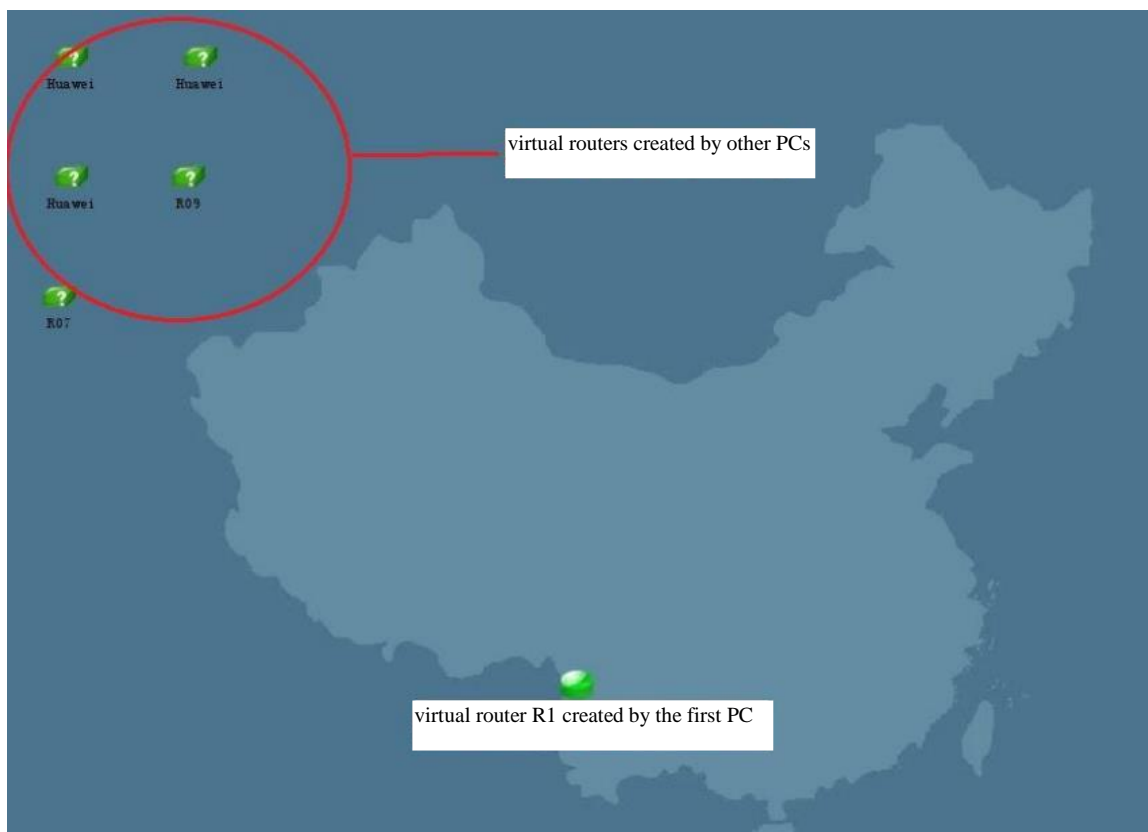 Huawei
Huawei
virtual routers created by other PCs
Huawei
R09
R07
virtual router R1 created by the first PC